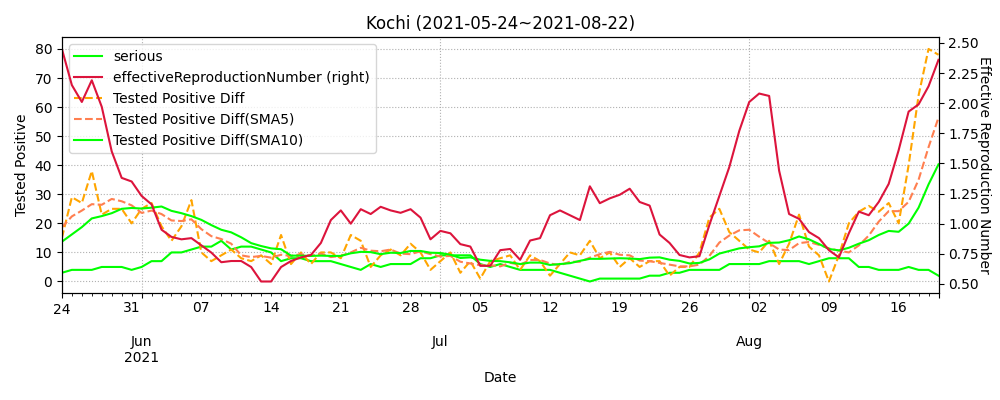 Kochi (2021-05-24~2021-08-22)
serious
effectiveReproductionNumber (right)
Tested Positive Diff
Tested Positive Diff(SMA5)
Tested Positive Diff(SMA10)
Tested Positive
80
70
60
50
40
30
20
10
0
2.50
2.25
2.00
1.75
1.50
1.25
1.00
0.75
0.50
Effective Reproduction Number
24 31 07 14 21 28 05 12 19 26 02 09 16
Jun Jul Aug
2021
Date